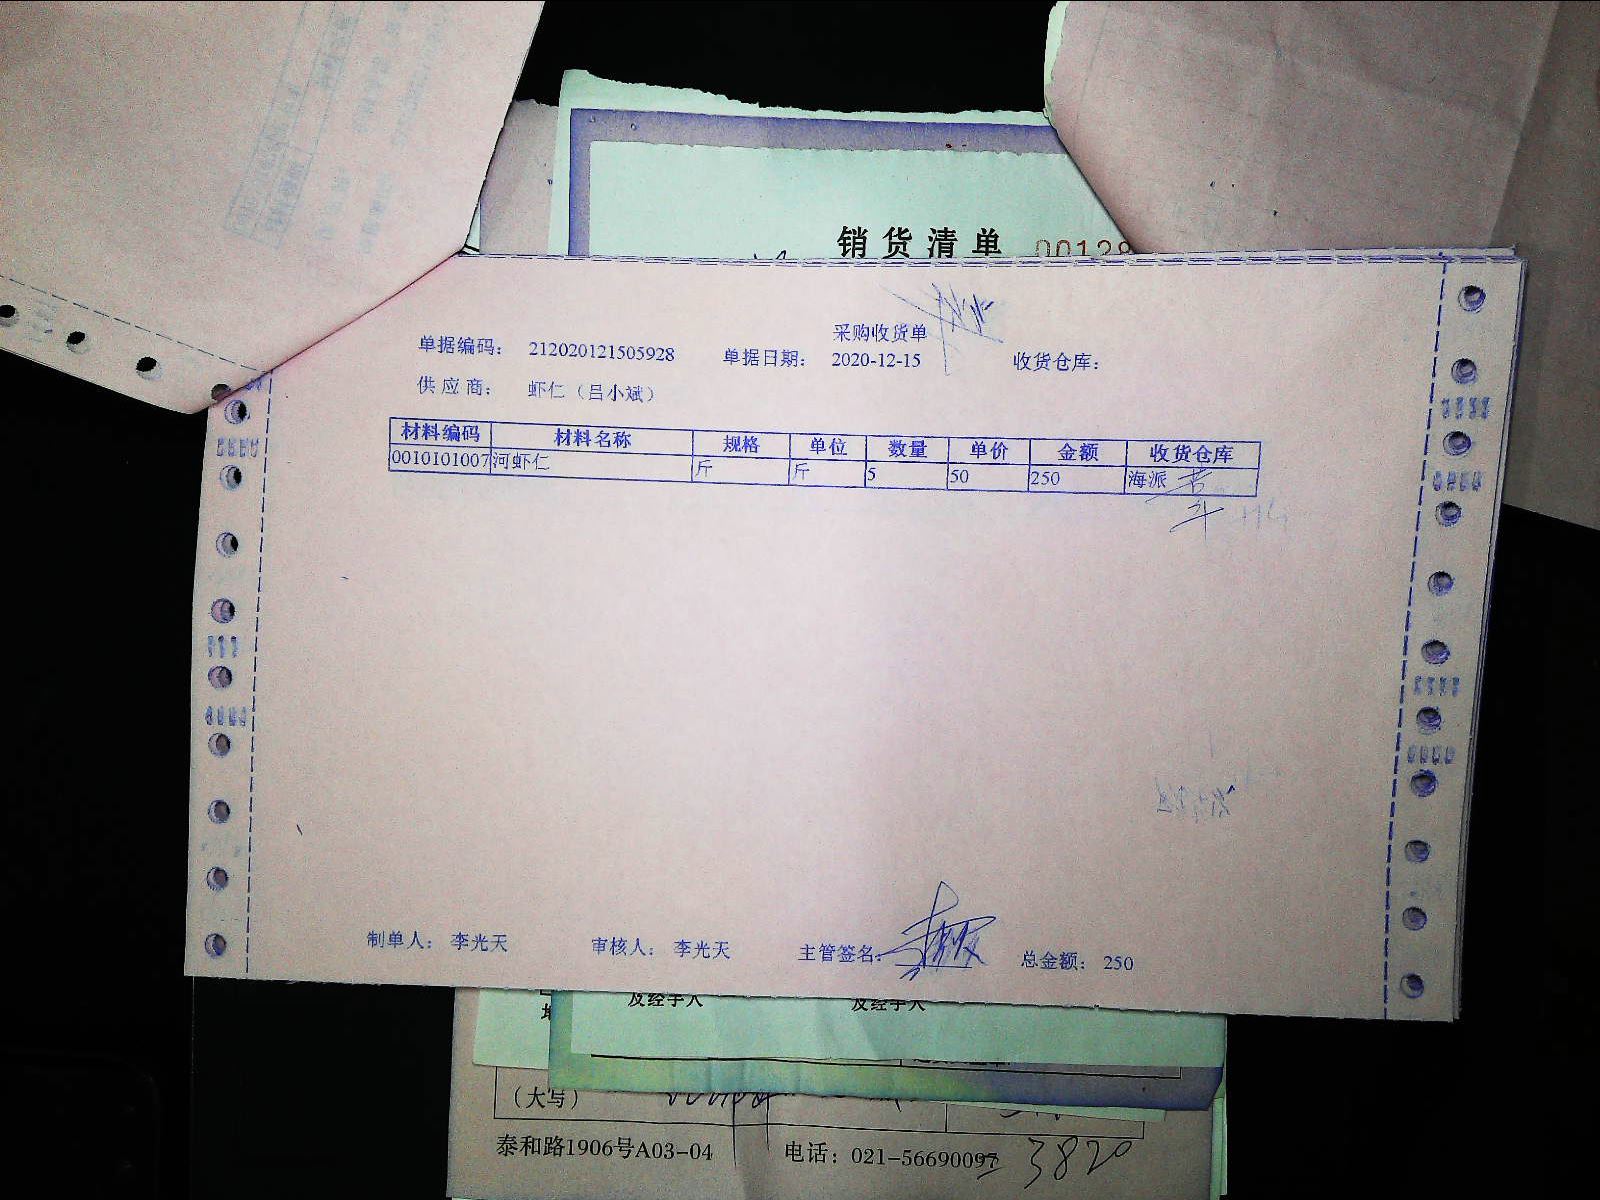 销货清单 00128
采购收货单
单据编码： 212020121505928 单据日期： 2020-12-15 收货仓库：
供应商： 虾仁（吕小斌）
材料编码 材料名称 规格 单位 数量 单价 金额 收货仓库
0010101007 河虾仁 斤 斤 5 50 250 海派
制单人： 李光天 审核人： 李光天 主管签名： 总金额： 250
及经手人 及经手人
（大写）
泰和路1906号A03-04 电话：021-56690097 3820